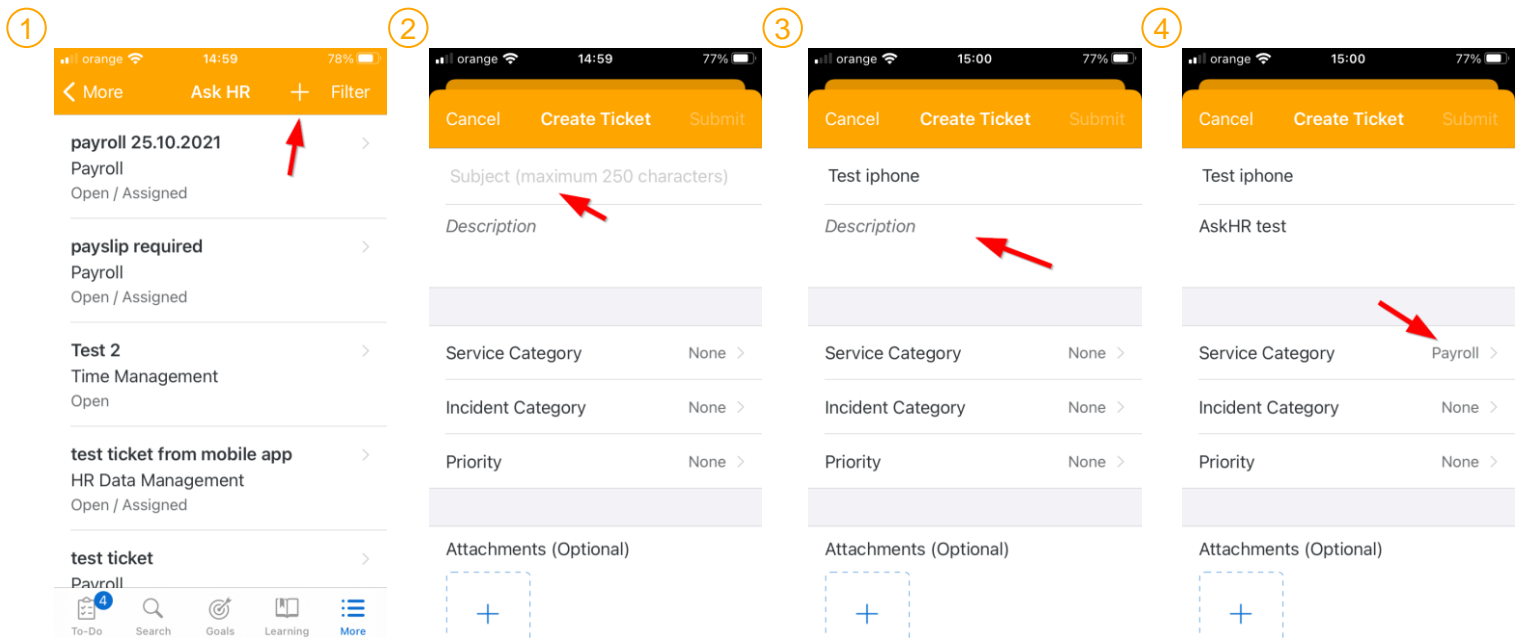 1
orange 14:59 78%
More Ask HR + Filter
payroll 25.10.2021
Payroll
Open / Assigned
payslip required
Payroll
Open / Assigned
Test 2
Time Management
Open
test ticket from mobile app
HR Data Management
Open / Assigned
test ticket
Payroll
4
To-Do Search Goals Learning More
2
orange 14:59 77%
Cancel Create Ticket Submit
Subject (maximum 250 characters)
Description
Service Category None
Incident Category None
Priority None
Attachments (Optional)
+
3
orange 15:00 77%
Cancel Create Ticket Submit
Test iphone
Description
Service Category None
Incident Category None
Priority None
Attachments (Optional)
+
4
orange 15:00 77%
Cancel Create Ticket Submit
Test iphone
AskHR test
Service Category Payroll
Incident Category None
Priority None
Attachments (Optional)
+